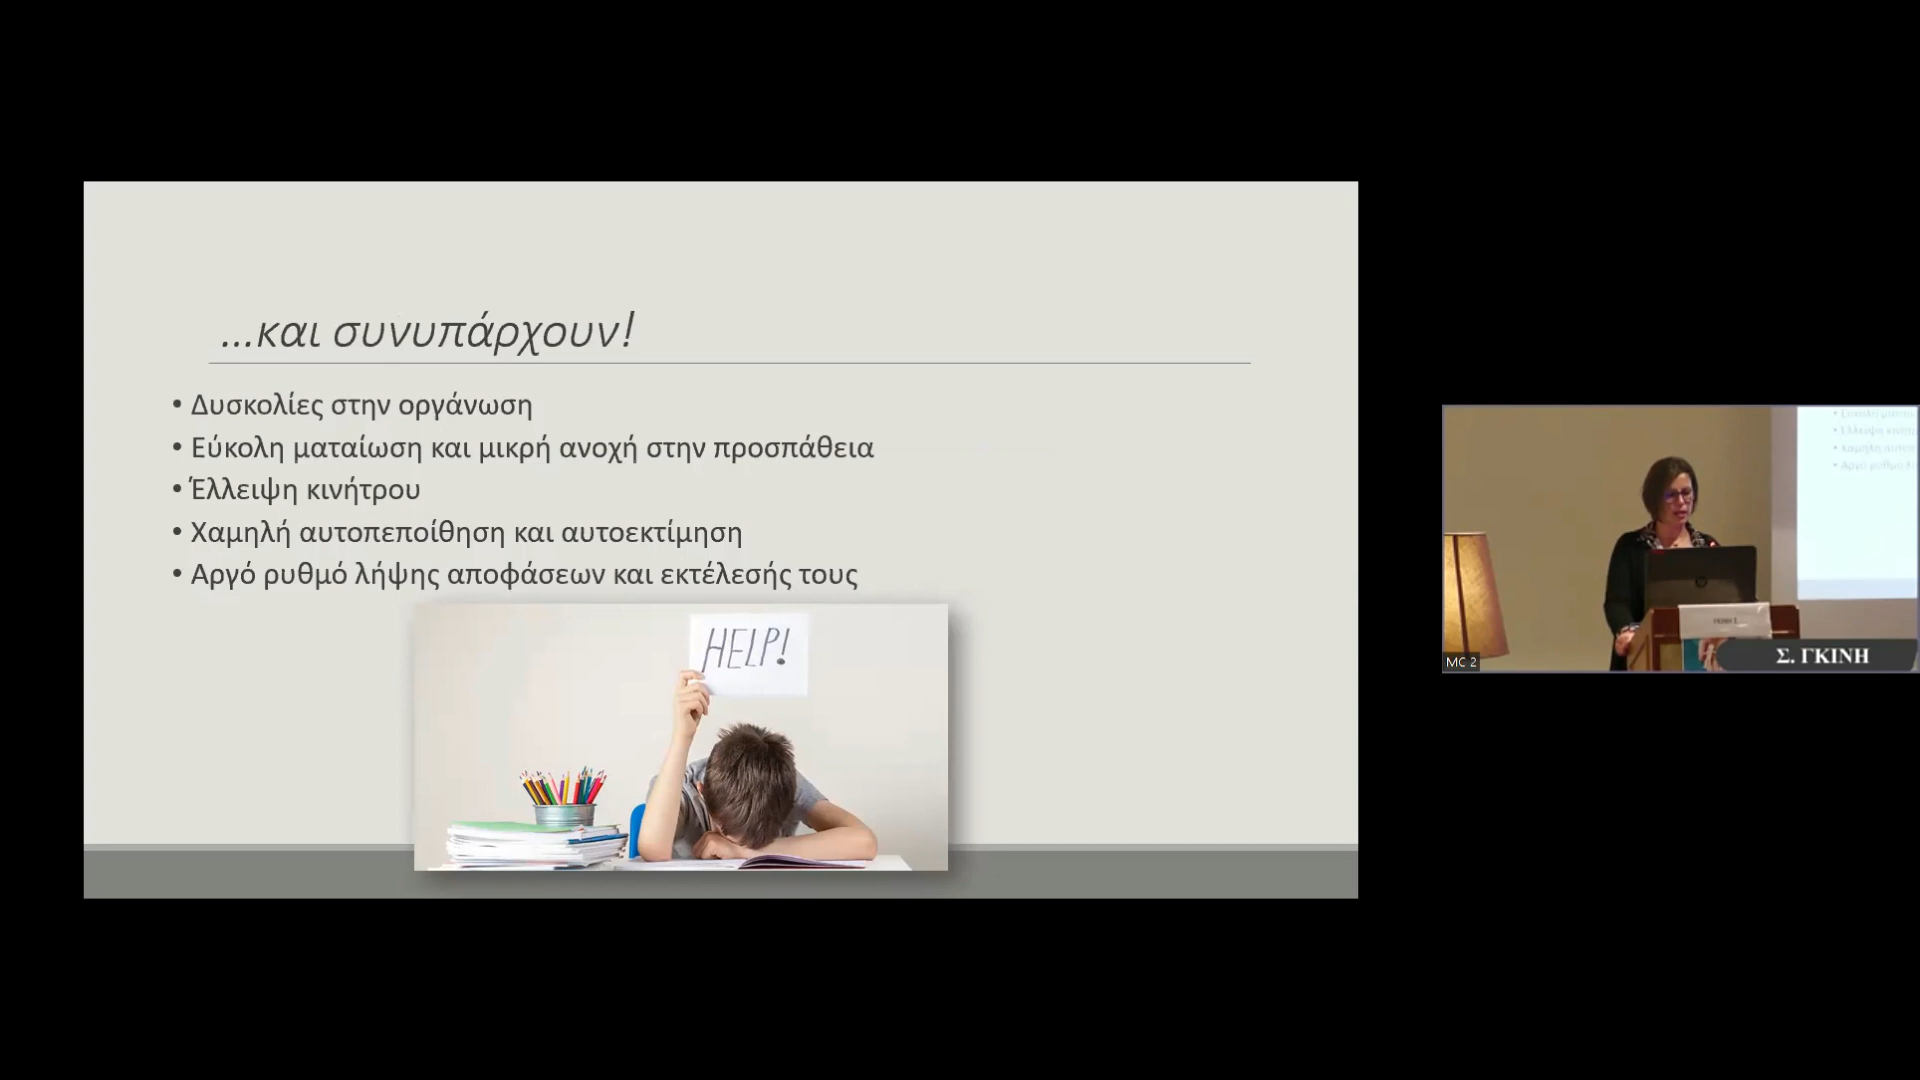 ...και συνυπάρχουν!
• Δυσκολίες στην οργάνωση
• Εύκολη ματαίωση και μικρή ανοχή στην προσπάθεια
• Έλλειψη κινήτρου
• Χαμηλή αυτοπεποίθηση και αυτοεκτίμηση
• Αργό ρυθμό λήψης αποφάσεων και εκτέλεσής τους
HELP!
MC 2
Σ. ΓΚΙΝΗ